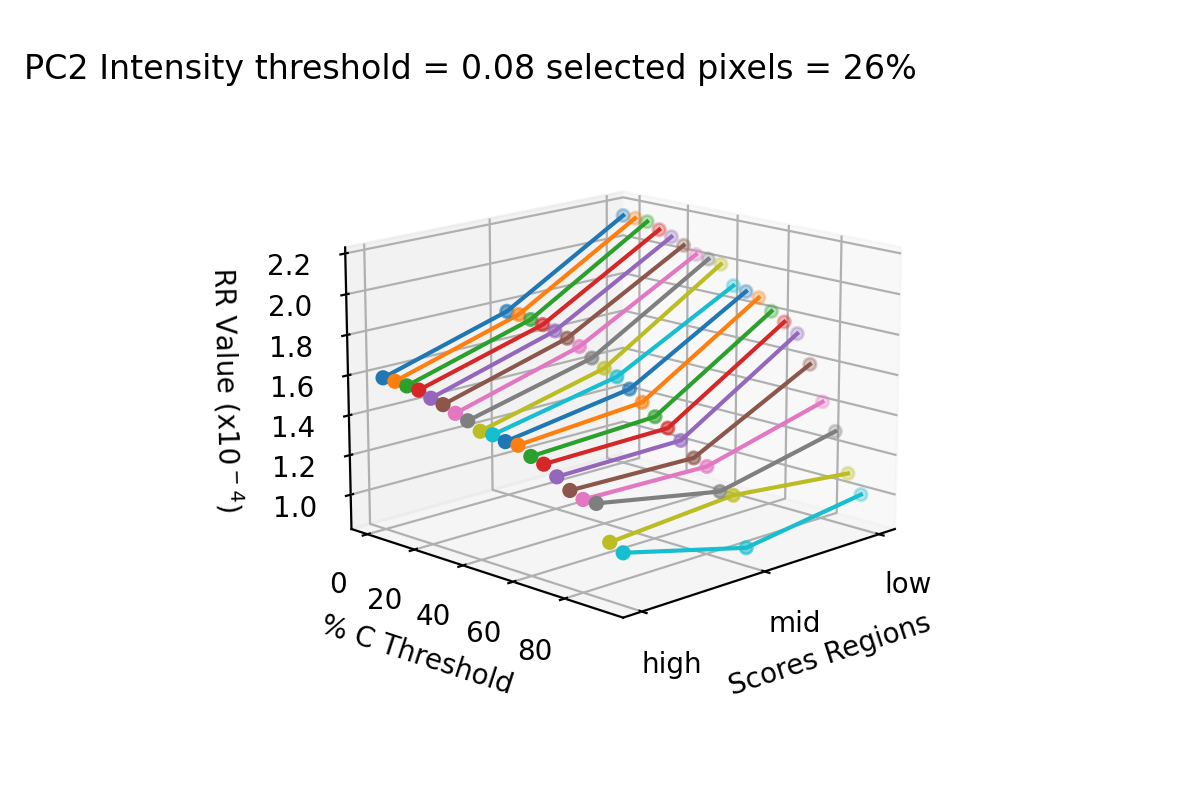 PC2 Intensity threshold = 0.08 selected pixels = 26%
RR Value (x10⁻⁴)
2.2
2.0
1.8
1.6
1.4
1.2
1.0
0
20
40
60
80
% C Threshold
high
mid
low
Scores Regions